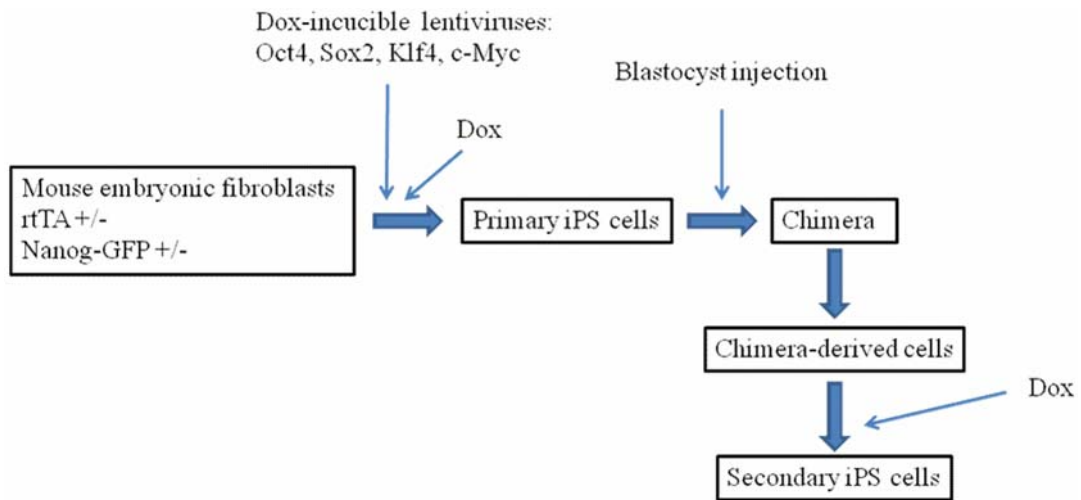 Dox-incucible lentiviruses:
Oct4, Sox2, Klf4, c-Myc
Blastocyst injection
Dox
Mouse embryonic fibroblasts
rtTA +/-
Nanog-GFP +/-
Primary iPS cells
Chimera
Chimera-derived cells
Dox
Secondary iPS cells